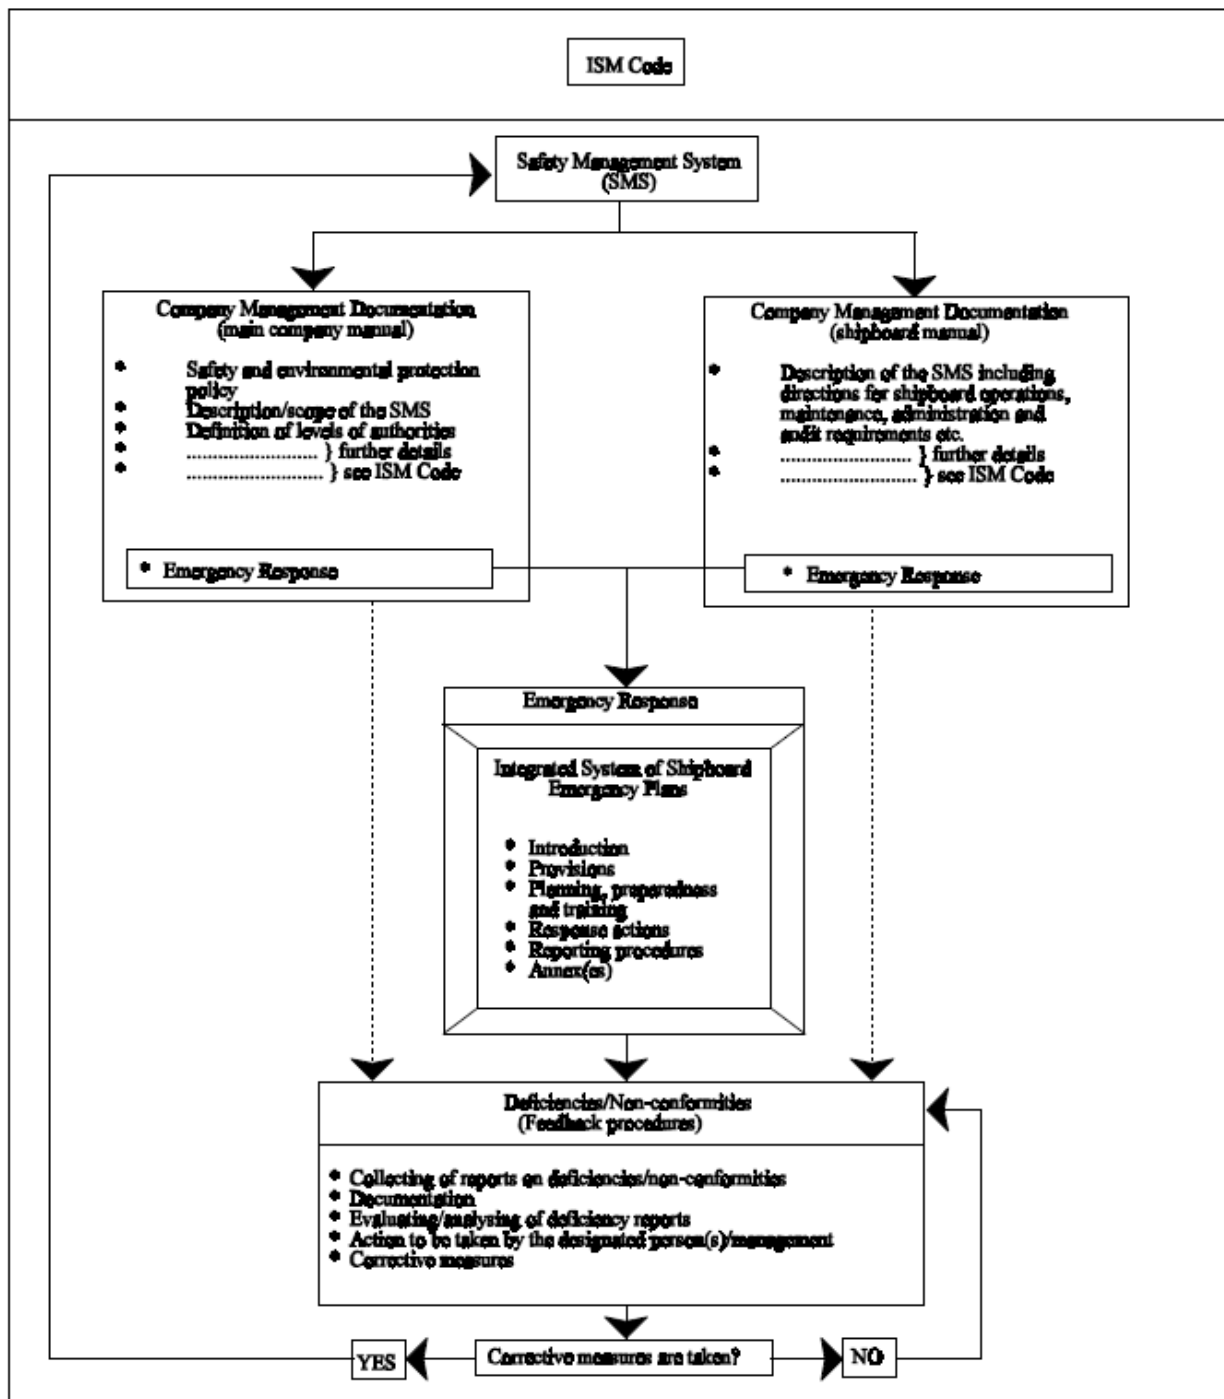 ISM Code
Safety Management System
(SMS)
Company Management Documentation
(main company manual)
* Safety and environmental protection
policy
* Description/scope of the SMS
* Definition of levels of authorities
* .......................... } further details
* ........................... } see ISM Code
* Emergency Response
Company Management Documentation
(shipboard manual)
* Description of the SMS including
directions for shipboard operations,
maintenance, administration and
audit requirements etc.
* .......................... } further details
* ........................... } see ISM Code
* Emergency Response
Emergency Response
Integrated System of Shipboard
Emergency Plans
* Introduction
* Provisions
* Planning, preparedness
and training
* Response actions
* Reporting procedures
* Annex(es)
Deficiencies/Non-conformities
(Feedback procedures)
* Collecting of reports on deficiencies/non-conformities
* Documentation
* Evaluating/analysing of deficiency reports
* Action to be taken by the designated person(s)/management
* Corrective measures
YES
Corrective measures are taken?
NO